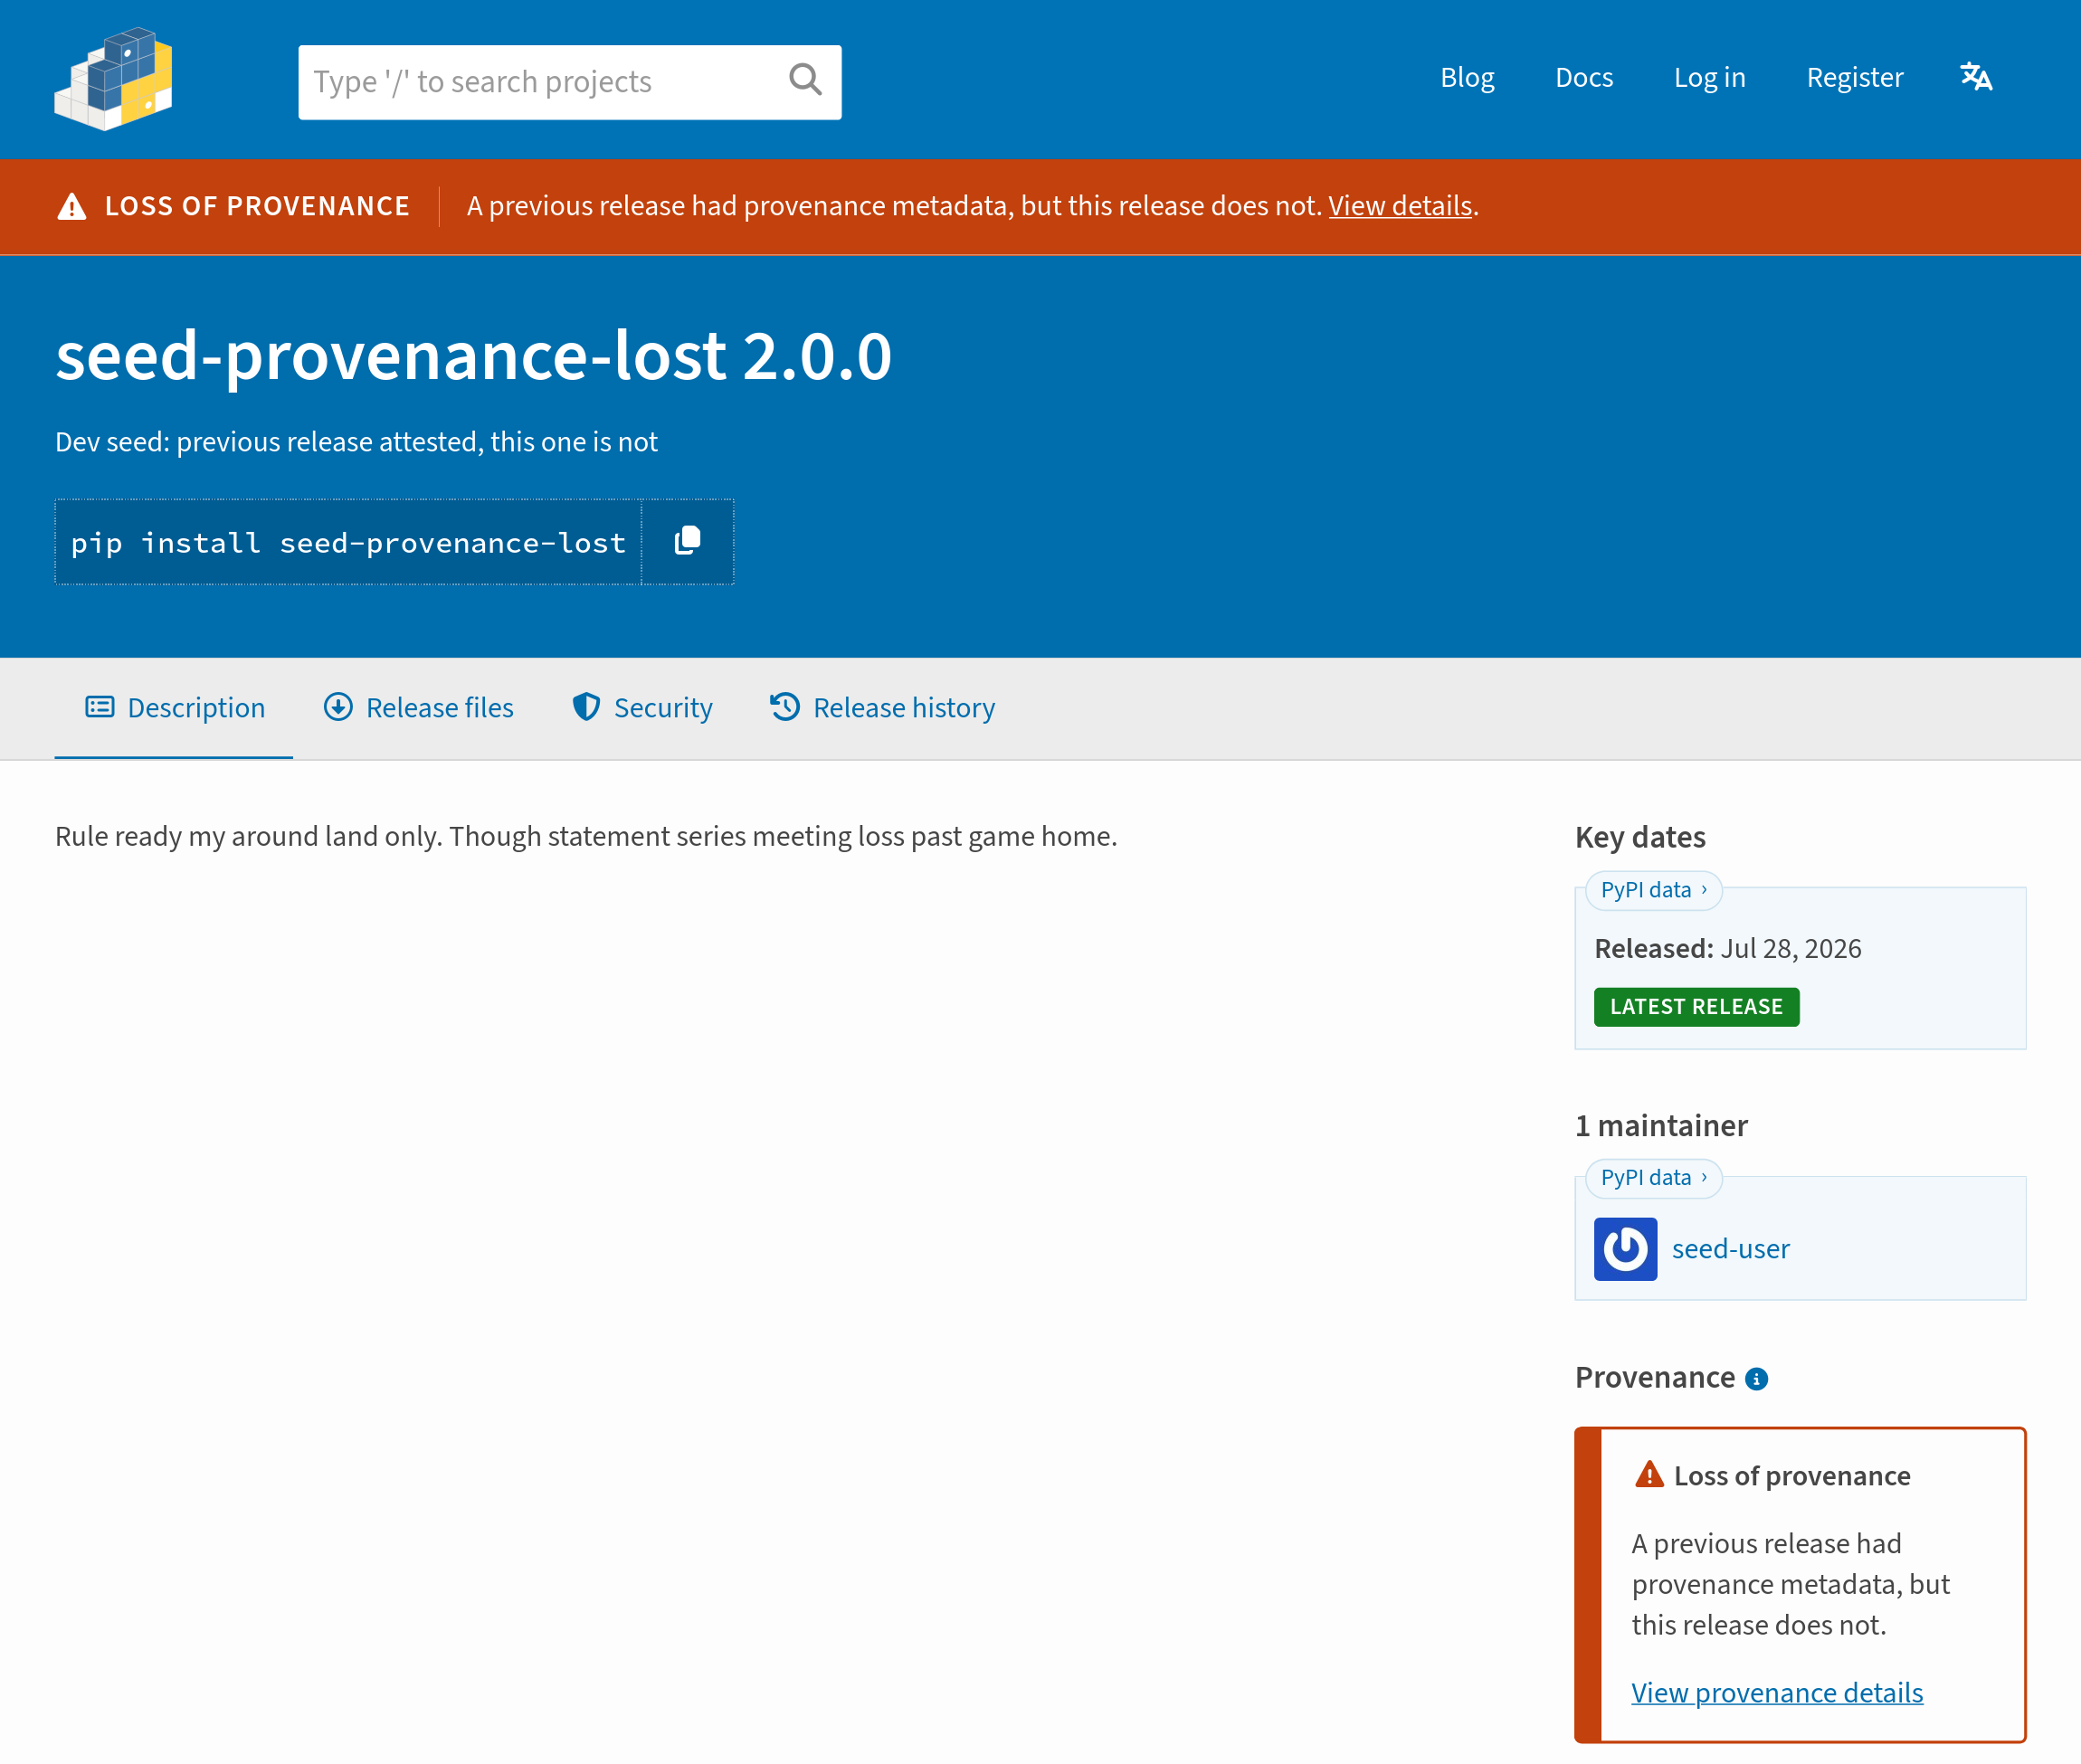 Type '/' to search projects
Blog
Docs
Log in
Register
LOSS OF PROVENANCE
A previous release had provenance metadata, but this release does not. View details.
seed-provenance-lost 2.0.0
Dev seed: previous release attested, this one is not
pip install seed-provenance-lost
Description
Release files
Security
Release history
Rule ready my around land only. Though statement series meeting loss past game home.
Key dates
PyPI data ›
Released: Jul 28, 2026
LATEST RELEASE
1 maintainer
PyPI data ›
seed-user
Provenance
Loss of provenance
A previous release had
provenance metadata, but
this release does not.
View provenance details